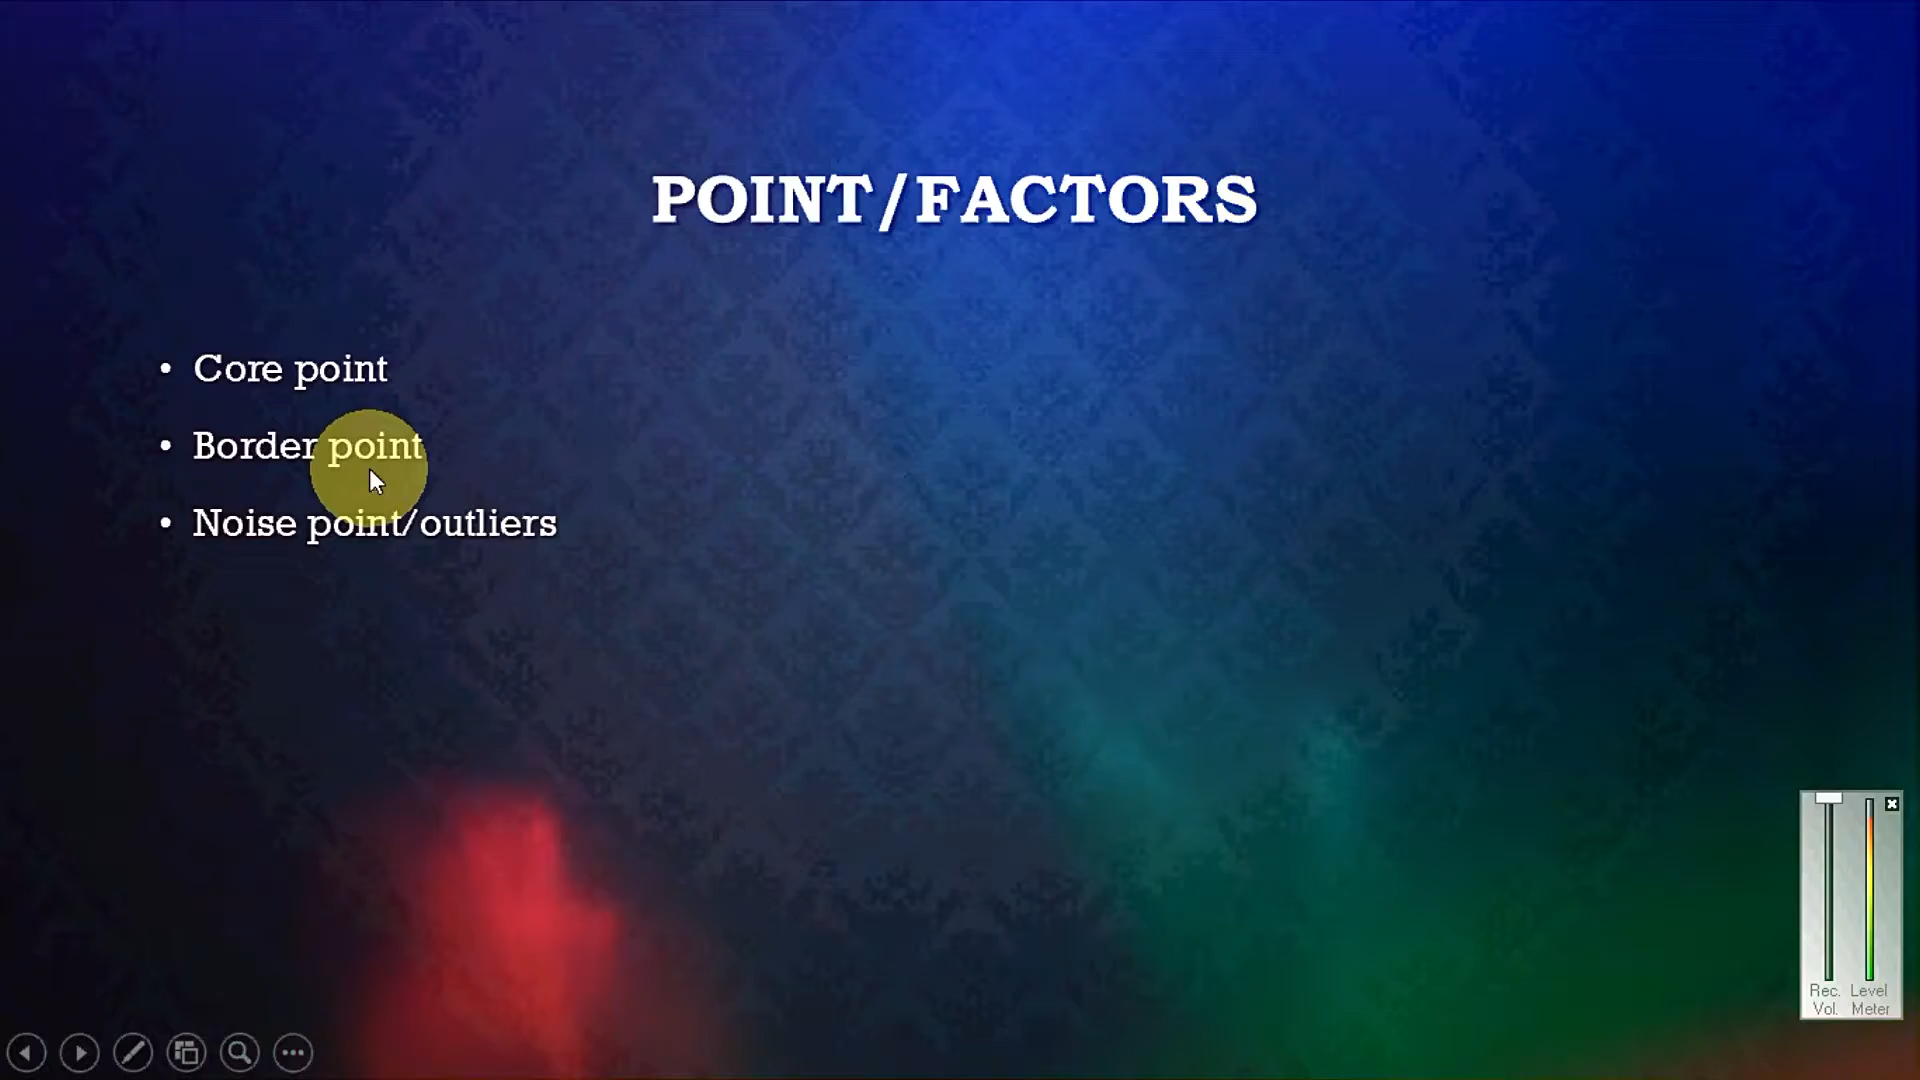 POINT/FACTORS
• Core point
• Border point
• Noise point/outliers
Rec. Level
Vol. Meter